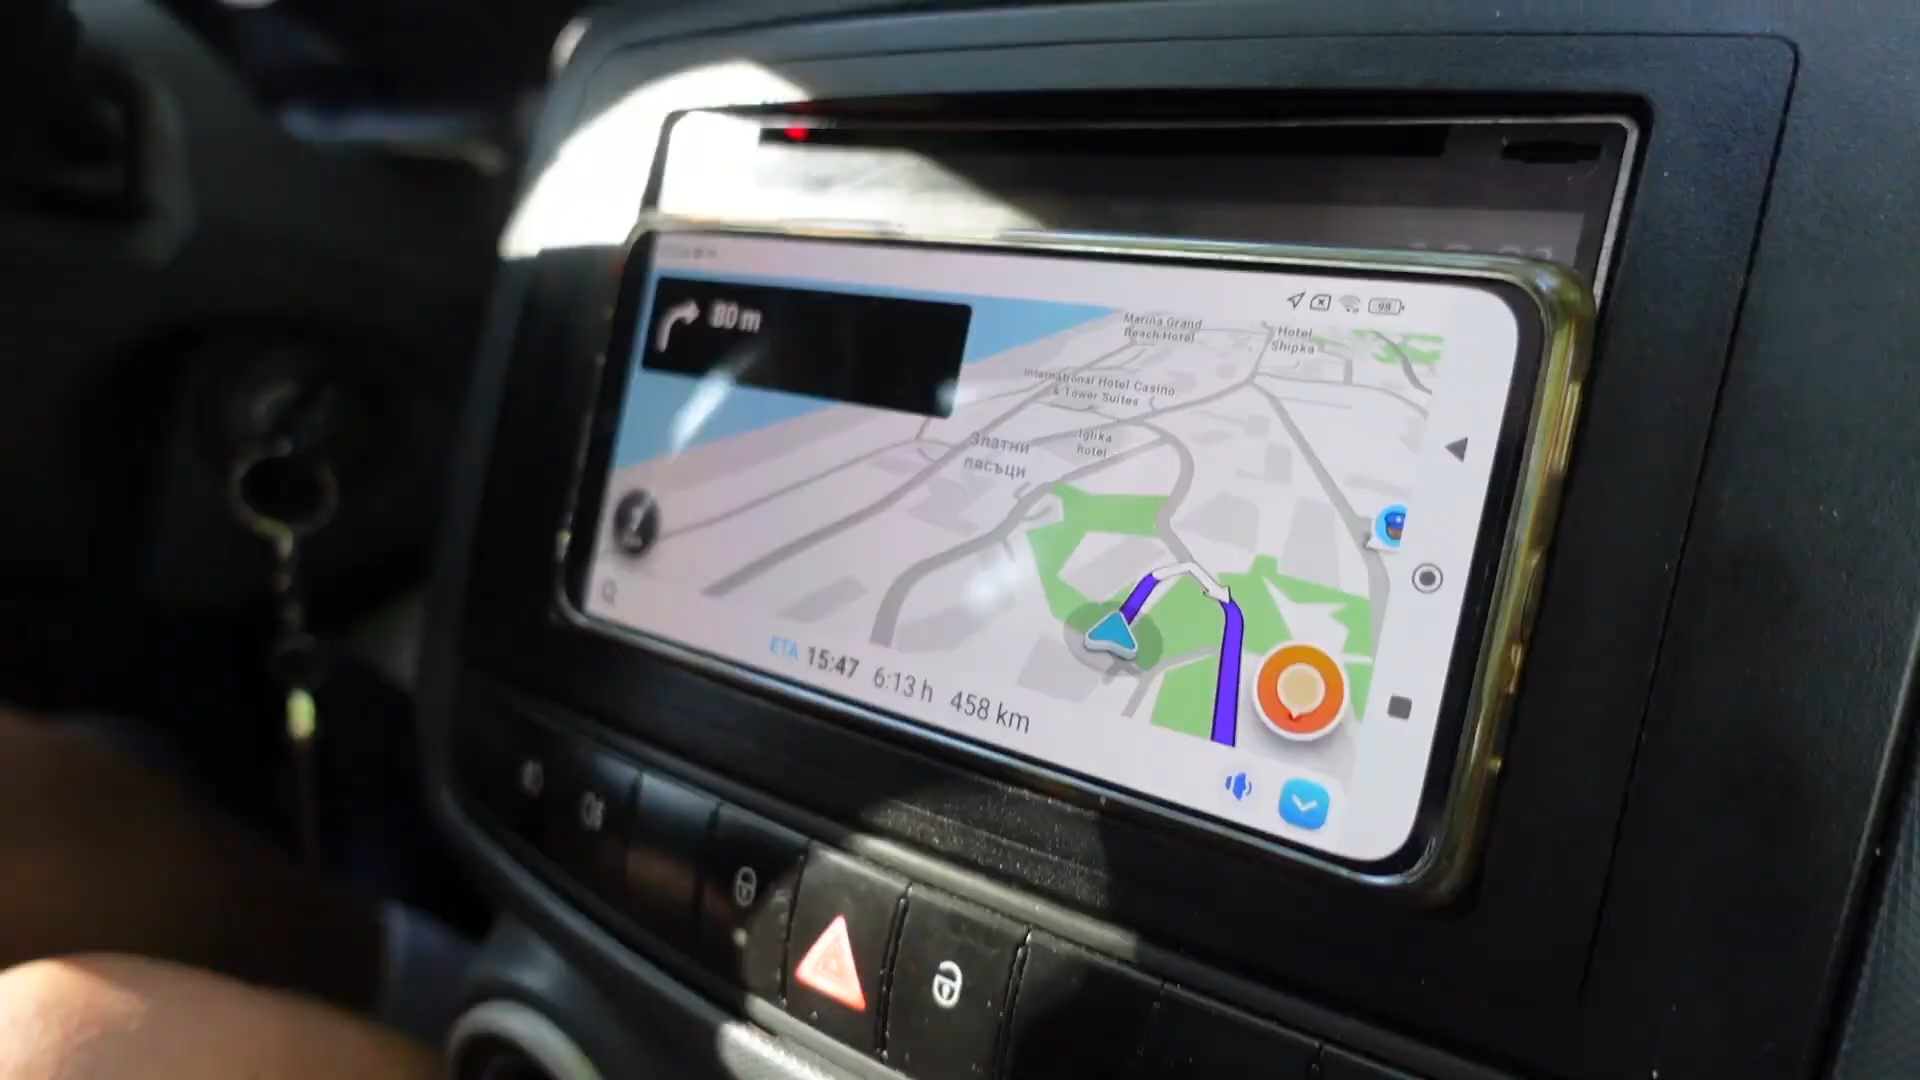 98
80 m
Marina Grand
Beach Hotel
Hotel
Shipka
International Hotel Casino
& Tower Suites
Iglika
hotel
Златни
пясъци
ETA 15:47 6:13 h 458 km